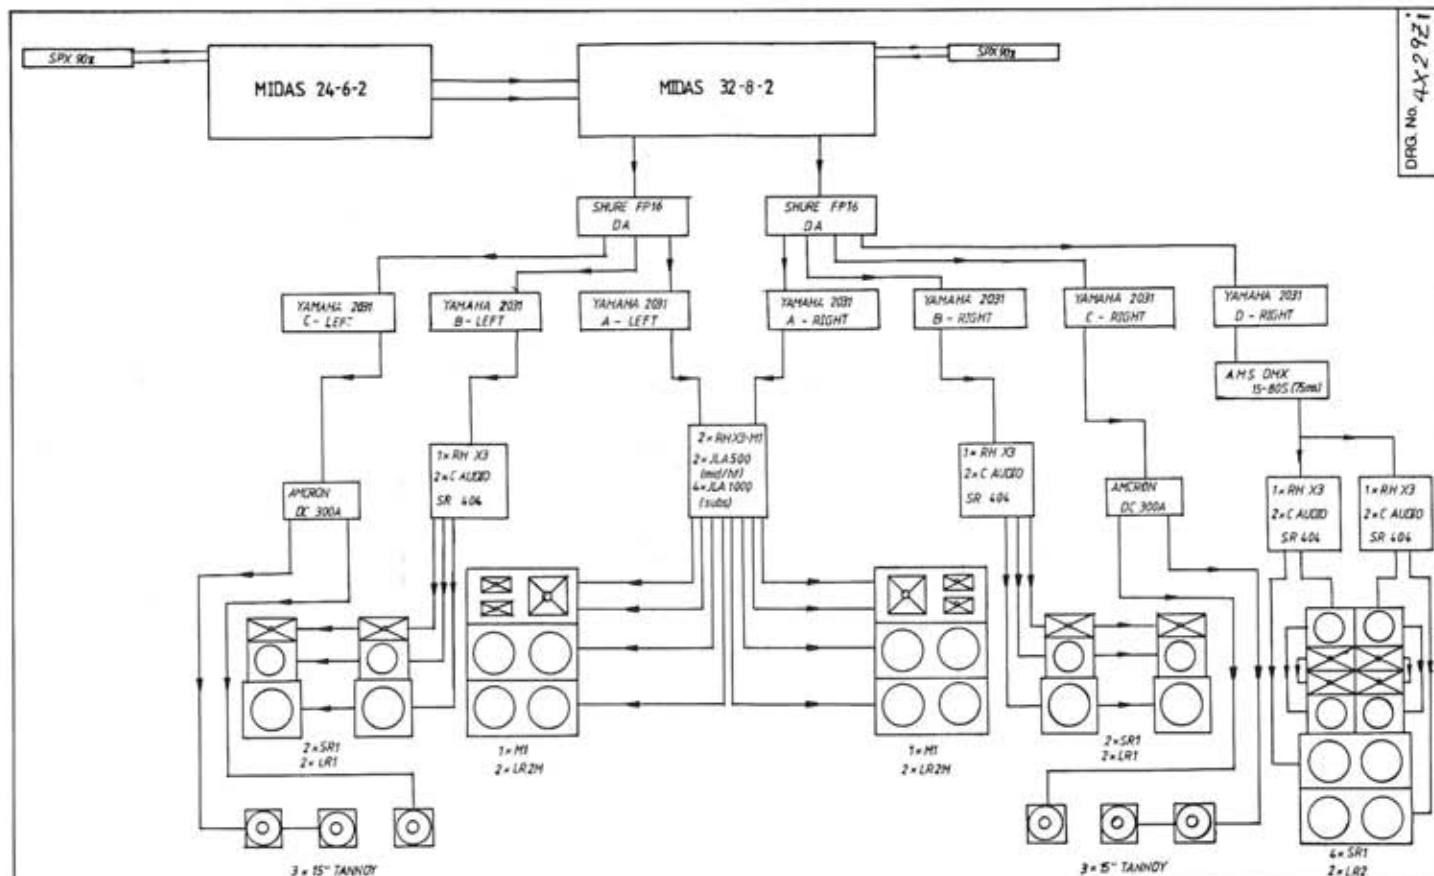 SPX 90II
MIDAS 24-6-2
MIDAS 32-8-2
SPX 90II
DRG. No. 4X29Zi
SHURE FP16
DA
SHURE FP16
DA
YAMAHA 2031
C - LEFT
YAMAHA 2031
B - LEFT
YAMAHA 2031
A - LEFT
YAMAHA 2031
A - RIGHT
YAMAHA 2031
B - RIGHT
YAMAHA 2031
C - RIGHT
YAMAHA 2031
D - RIGHT
A.M.S DMX
15-80S (75ms)
AMCRON
DC 300A
1× RH X3
2× C AUDIO
SR 404
2× RHX3-M1
2× JLA500
(mid/hf)
4× JLA 1000
(subs)
1× RH X3
2× C AUDIO
SR 404
AMCRON
DC 300A
1× RH X3
2× C AUDIO
SR 404
1× RH X3
2× C AUDIO
SR 404
2× SR1
2× LR1
1× M1
2× LR2M
1× M1
2× LR2M
2× SR1
2× LR1
3 × 15" TANNOY
3 × 15" TANNOY
4× SR1
2× LR2